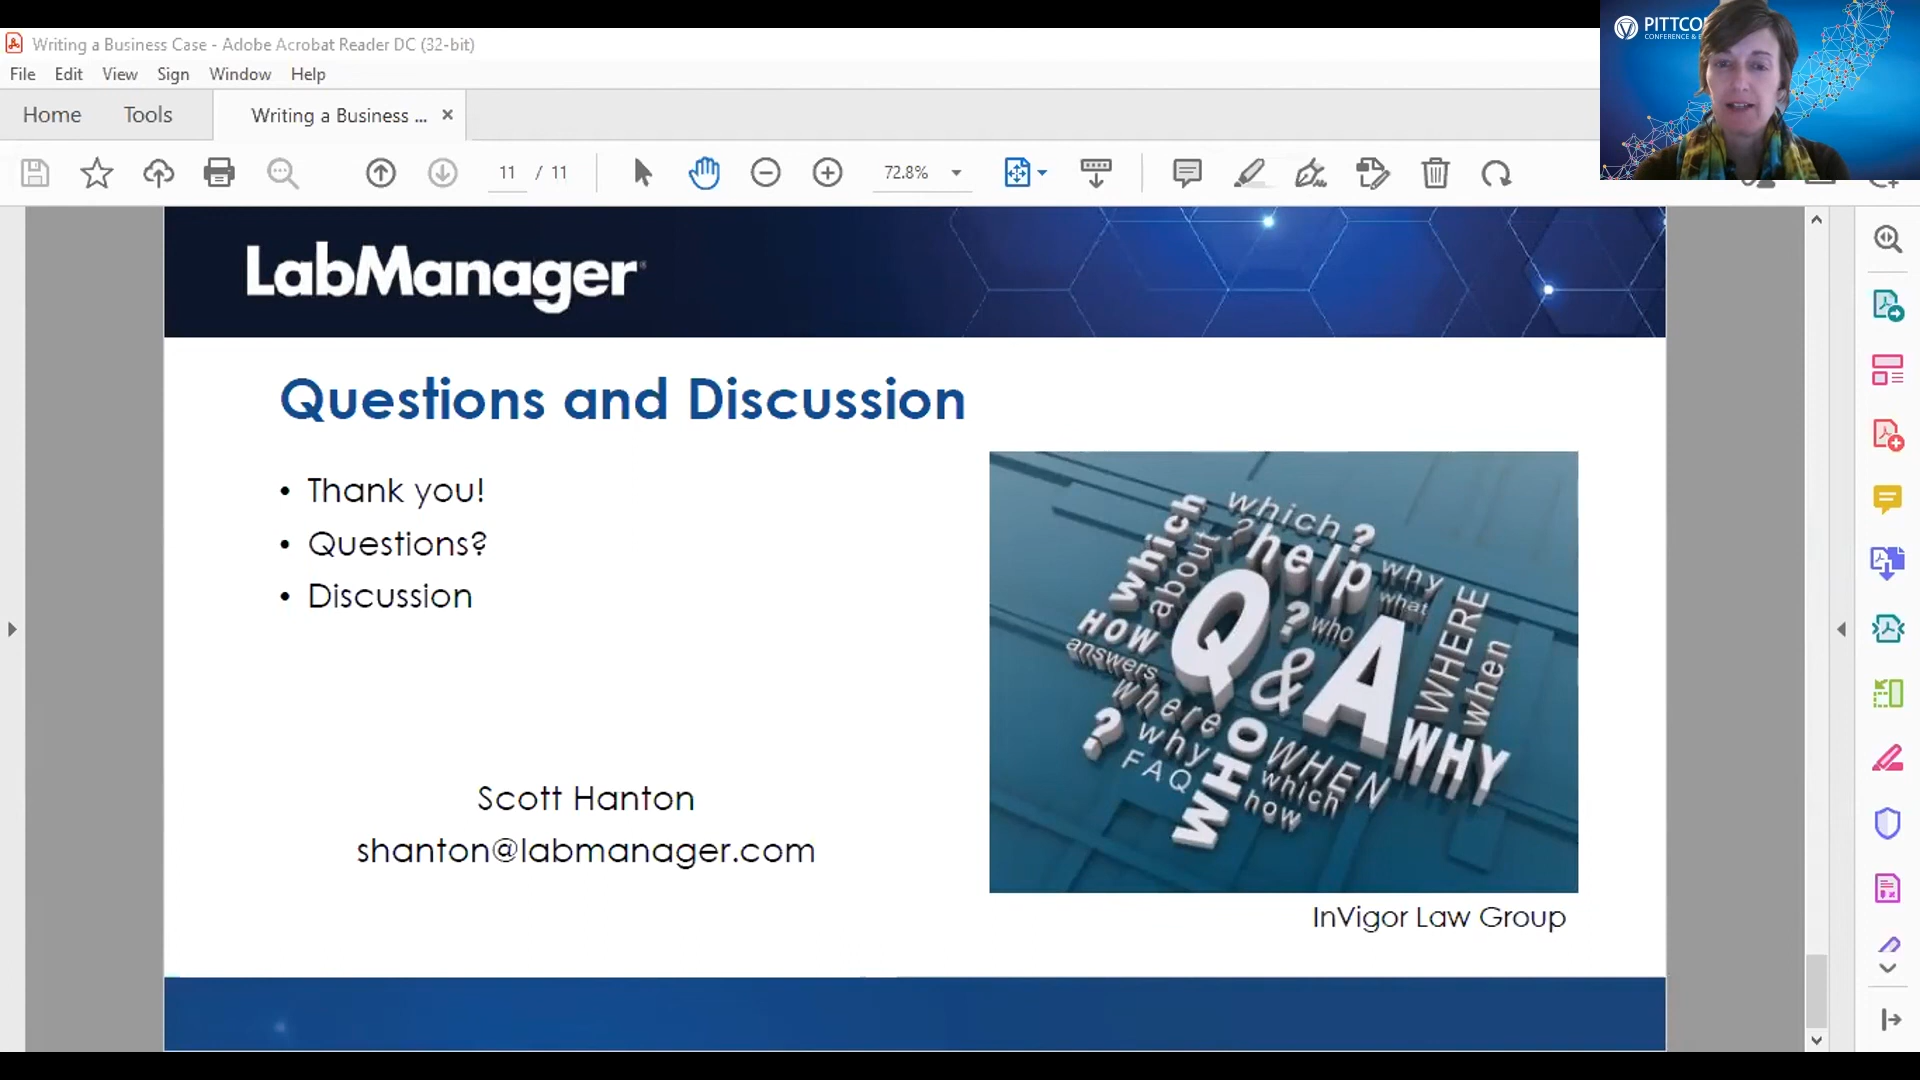 Writing a Business Case - Adobe Acrobat Reader DC (32-bit)
File Edit View Sign Window Help
Home Tools Writing a Business ...
11 / 11 72.8%
PITTCO
CONFERENCE & E
LabManager
Questions and Discussion
• Thank you!
• Questions?
• Discussion
Scott Hanton
shanton@labmanager.com
which ?
which
about
?
help
why
what
HOW
answers
Q & A
?
who
WHERE
when
where
?
why
FAQ
WHO
WHEN
which
how
WHY
InVigor Law Group